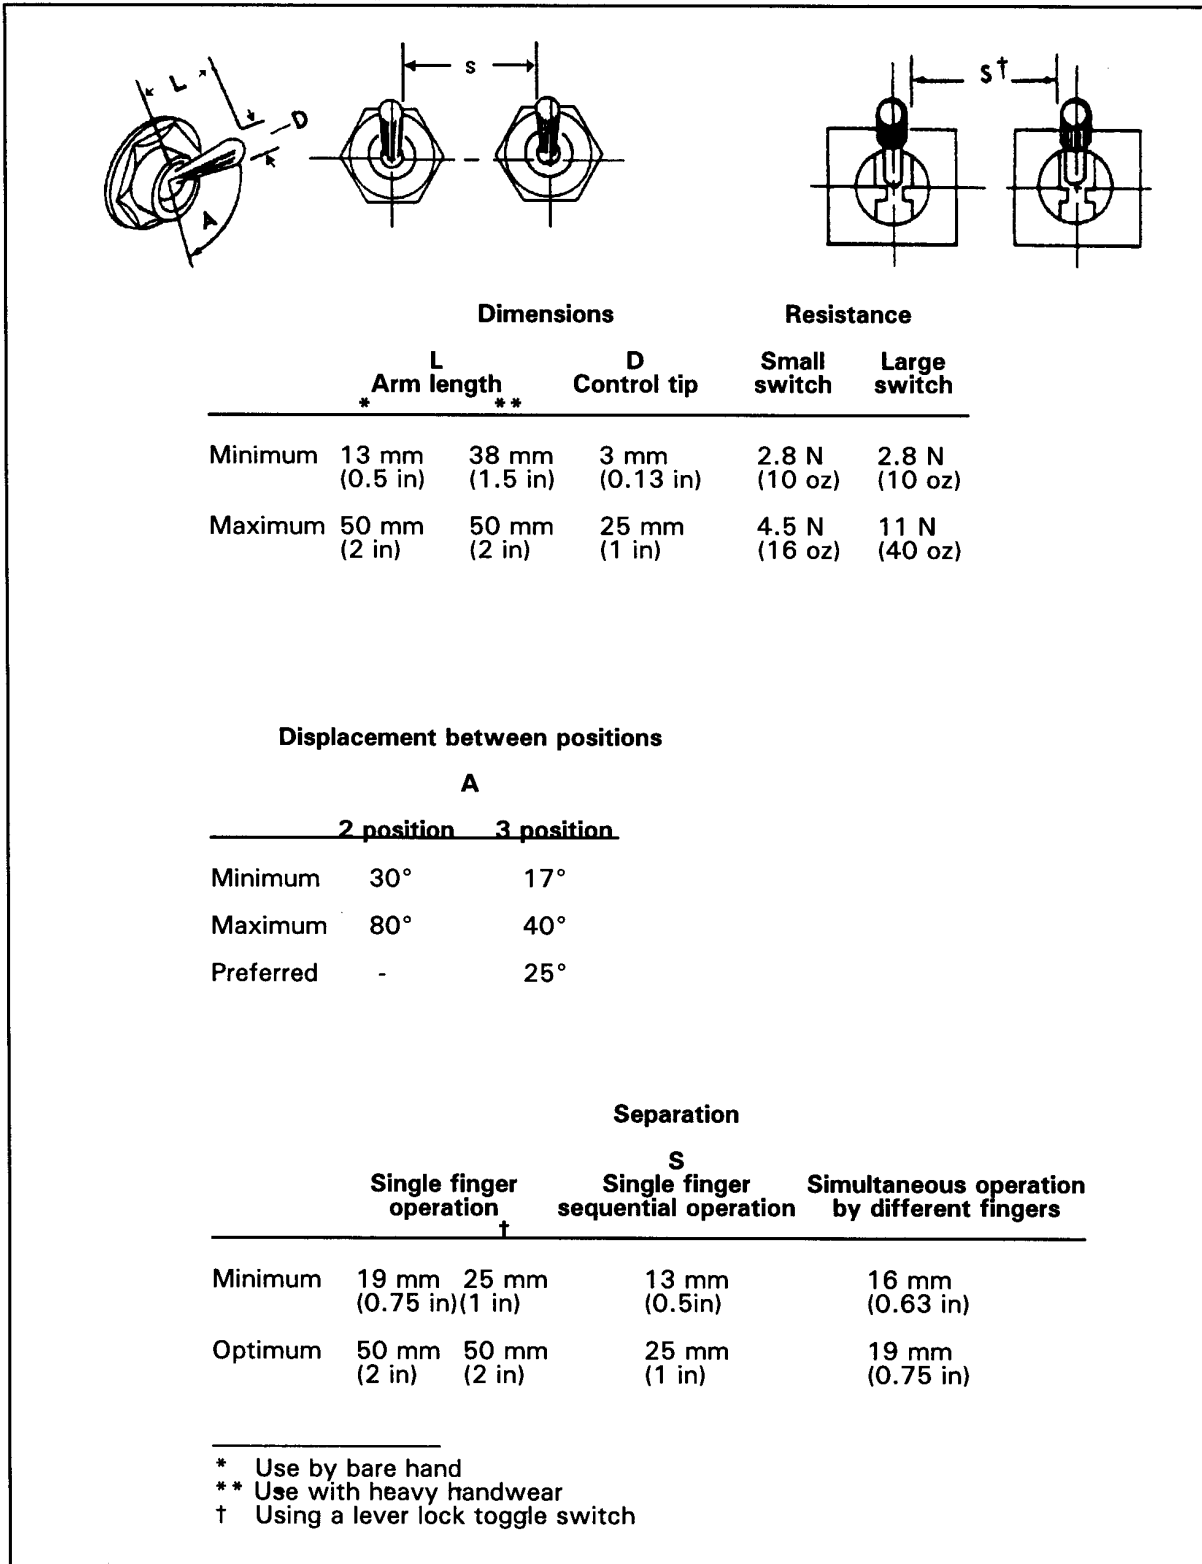 L
D
A
s
S†
Dimensions Resistance
L D Small Large
Arm length Control tip switch switch
* **
Minimum 13 mm 38 mm 3 mm 2.8 N 2.8 N
(0.5 in) (1.5 in) (0.13 in) (10 oz) (10 oz)
Maximum 50 mm 50 mm 25 mm 4.5 N 11 N
(2 in) (2 in) (1 in) (16 oz) (40 oz)
Displacement between positions
A
2 position 3 position
Minimum 30° 17°
Maximum 80° 40°
Preferred - 25°
Separation
S
Single finger Single finger Simultaneous operation
operation sequential operation by different fingers
†
Minimum 19 mm 25 mm 13 mm 16 mm
(0.75 in)(1 in) (0.5in) (0.63 in)
Optimum 50 mm 50 mm 25 mm 19 mm
(2 in) (2 in) (1 in) (0.75 in)
* Use by bare hand
** Use with heavy handwear
† Using a lever lock toggle switch